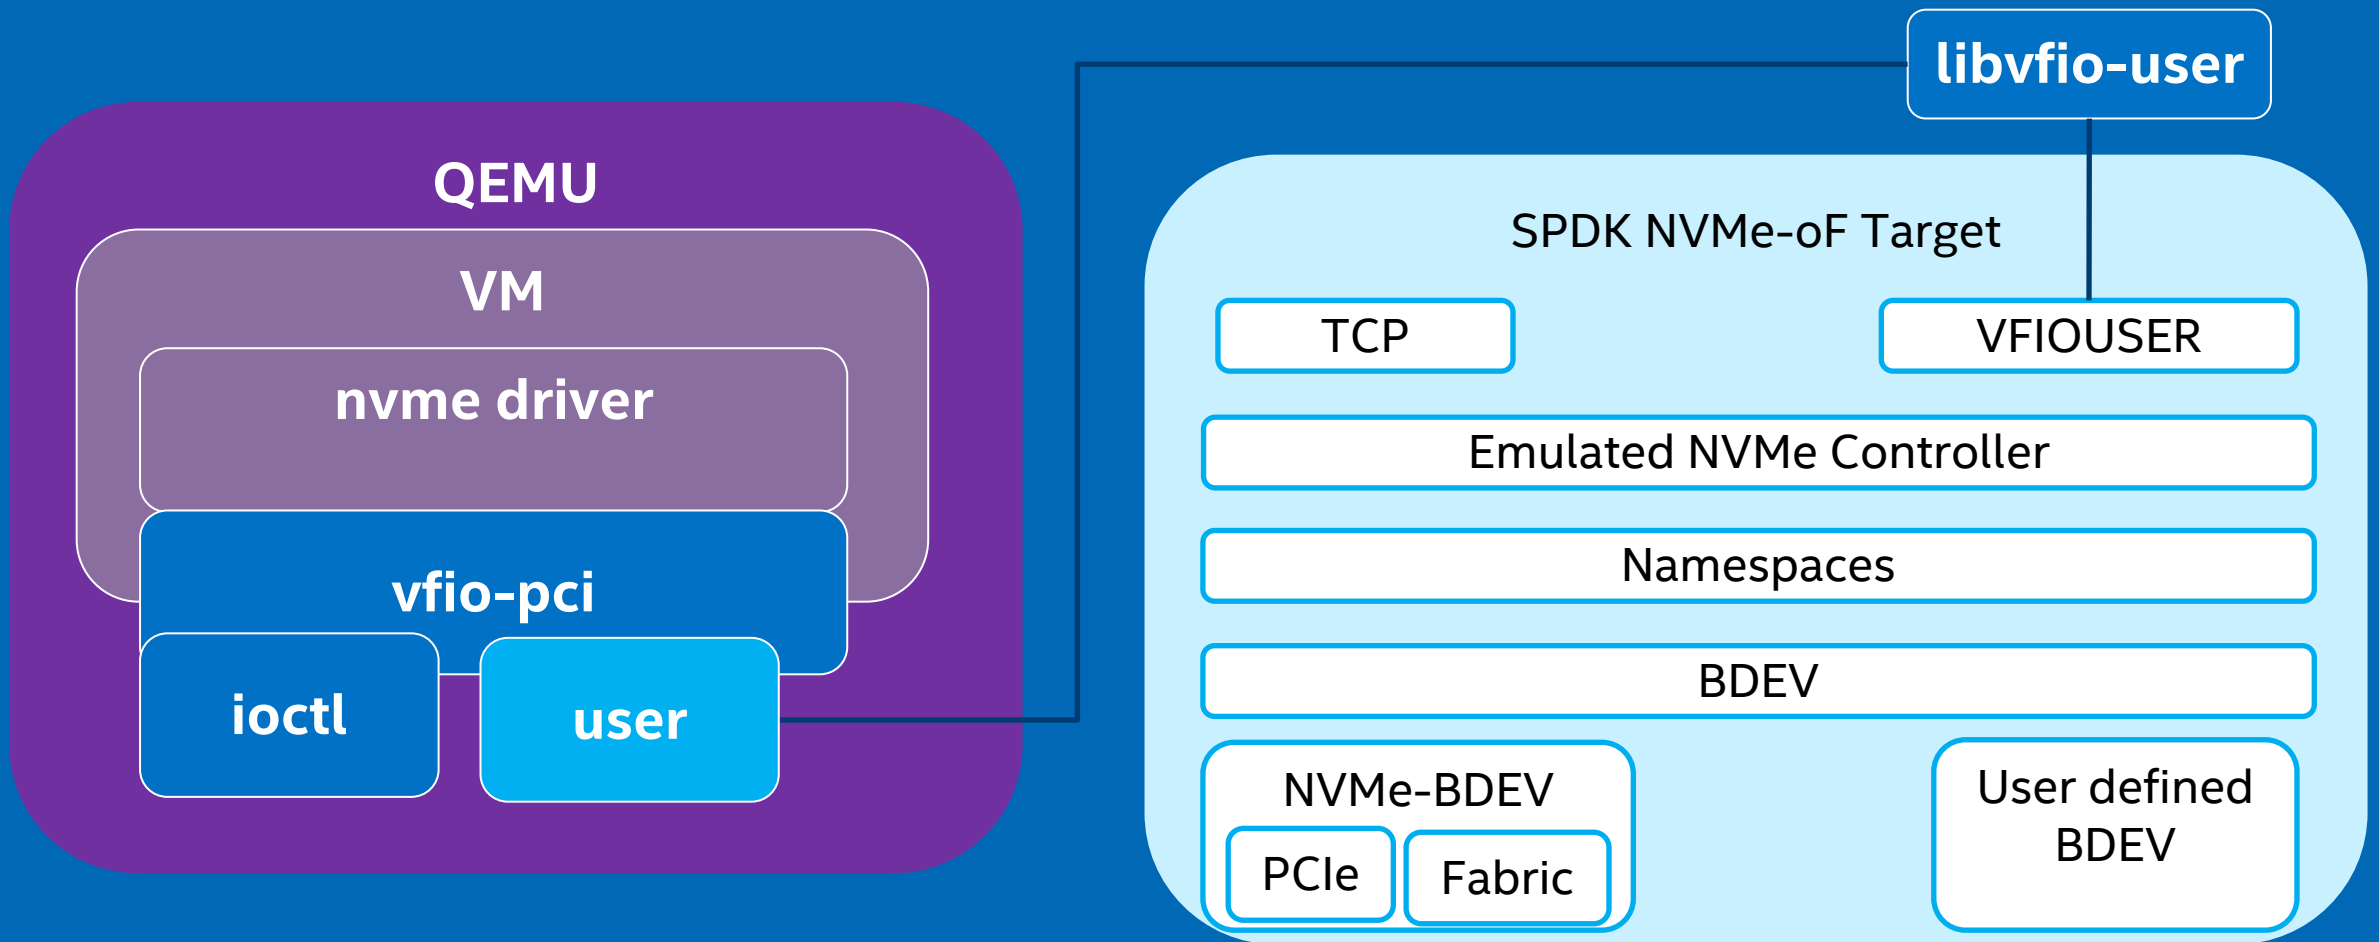 libvfio-user
QEMU
VM
nvme driver
vfio-pci
ioctl
user
SPDK NVMe-oF Target
TCP
VFIOUSER
Emulated NVMe Controller
Namespaces
BDEV
NVMe-BDEV
PCIe
Fabric
User defined
BDEV